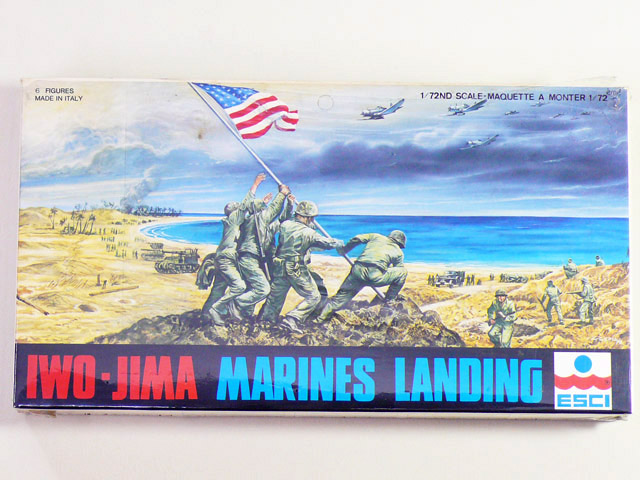 6 FIGURES
MADE IN ITALY
1/72ND SCALE-MAQUETTE A MONTER 1/72
IWO-JIMA MARINES LANDING
ESCI